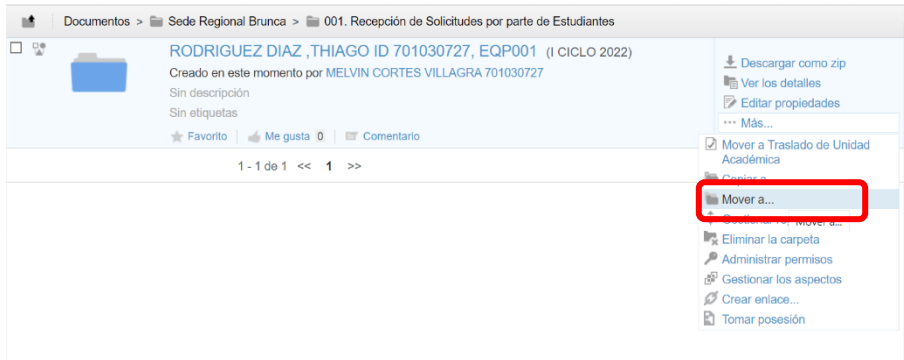 Documentos > Sede Regional Brunca > 001. Recepción de Solicitudes por parte de Estudiantes
RODRIGUEZ DIAZ ,THIAGO ID 701030727, EQP001 (I CICLO 2022)
Creado en este momento por MELVIN CORTES VILLAGRA 701030727
Sin descripción
Sin etiquetas
Favorito Me gusta 0 Comentario
1 - 1 de 1 << 1 >>
Descargar como zip
Ver los detalles
Editar propiedades
Más...
Mover a Traslado de Unidad
Académica
Copiar a...
Mover a...
Mover a...
Eliminar la carpeta
Administrar permisos
Gestionar los aspectos
Crear enlace...
Tomar posesión